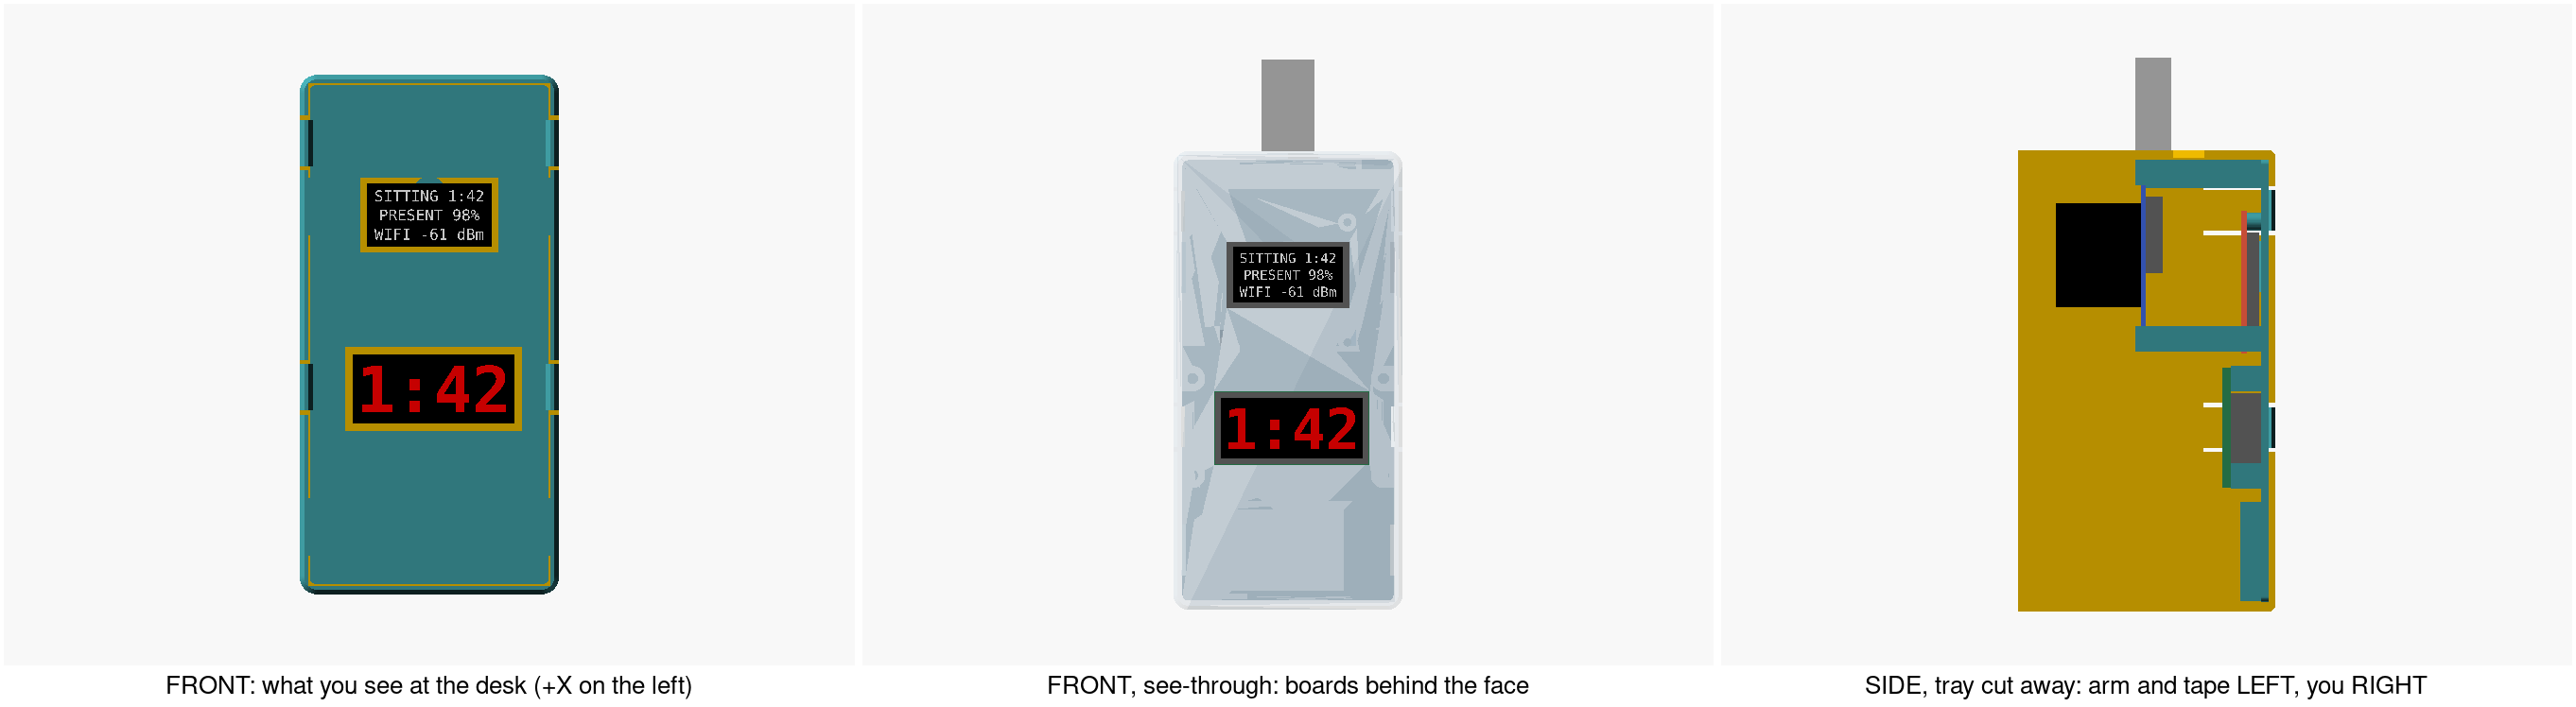 SITTING 1:42
PRESENT 98%
WIFI -61 dBm
1:42
FRONT: what you see at the desk (+X on the left)
SITTING 1:42
PRESENT 98%
WIFI -61 dBm
1:42
FRONT, see-through: boards behind the face
SIDE, tray cut away: arm and tape LEFT, you RIGHT